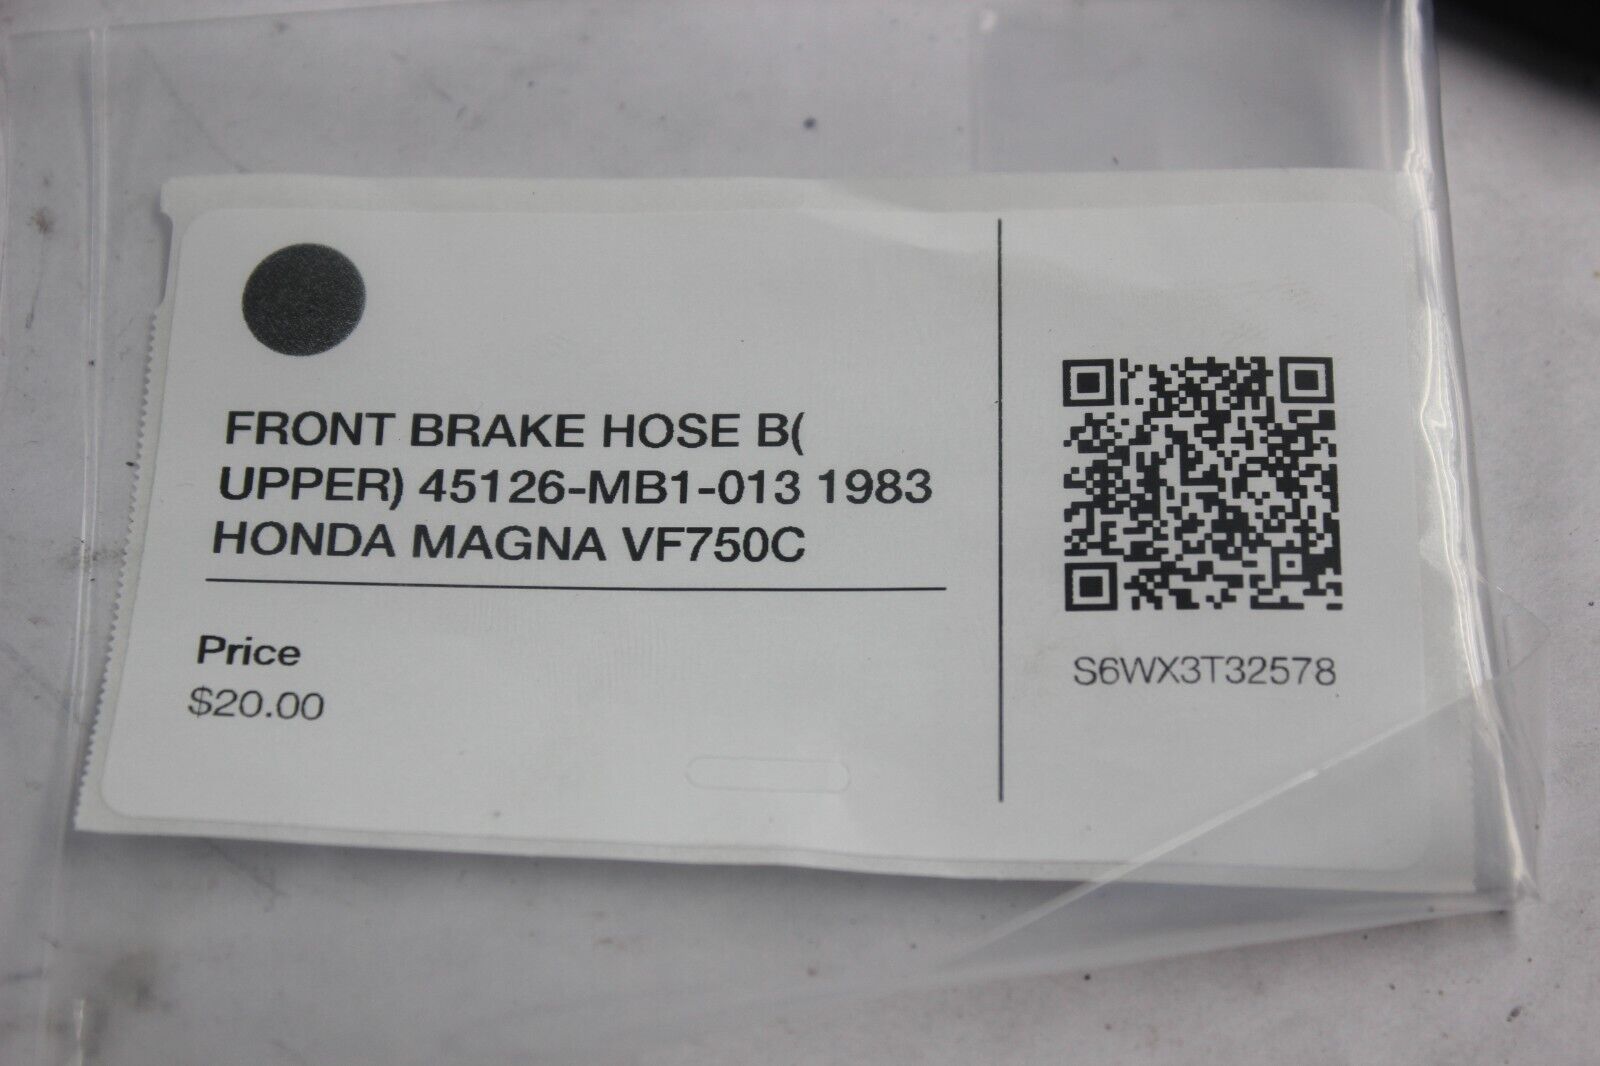 FRONT BRAKE HOSE B(
UPPER) 45126-MB1-013 1983
HONDA MAGNA VF750C
Price
$20.00
S6WX3T32578